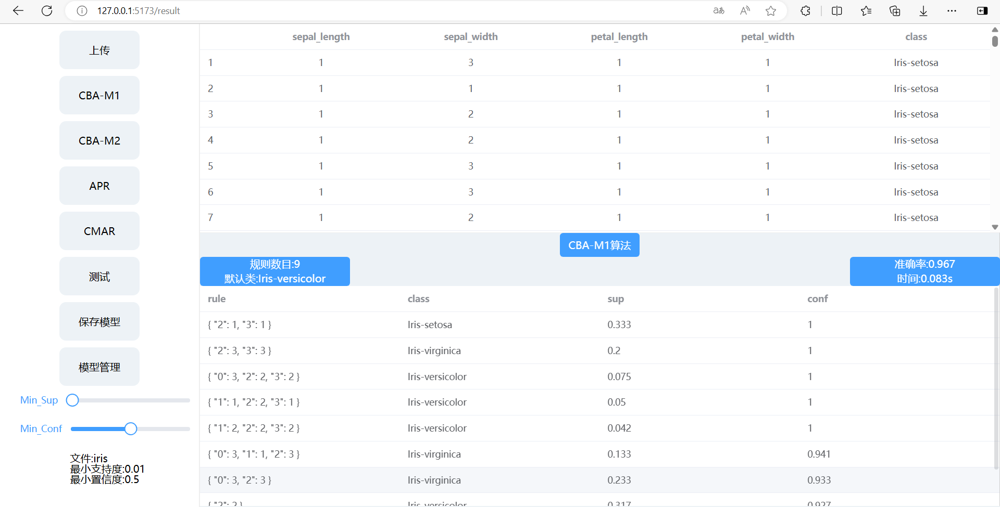 127.0.0.1:5173/result
上传
CBA-M1
CBA-M2
APR
CMAR
测试
保存模型
模型管理
Min_Sup
Min_Conf
文件:iris
最小支持度:0.01
最小置信度:0.5
sepal_length sepal_width petal_length petal_width class
1 1 3 1 1 Iris-setosa
2 1 1 1 1 Iris-setosa
3 1 2 1 1 Iris-setosa
4 1 2 1 1 Iris-setosa
5 1 3 1 1 Iris-setosa
6 1 3 1 1 Iris-setosa
7 1 2 1 1 Iris-setosa
CBA-M1算法
规则数目:9
默认类:Iris-versicolor
准确率:0.967
时间:0.083s
rule class sup conf
{ "2": 1, "3": 1 } Iris-setosa 0.333 1
{ "2": 3, "3": 3 } Iris-virginica 0.2 1
{ "0": 3, "2": 2, "3": 2 } Iris-versicolor 0.075 1
{ "1": 1, "2": 2, "3": 1 } Iris-versicolor 0.05 1
{ "1": 2, "2": 2, "3": 2 } Iris-versicolor 0.042 1
{ "0": 3, "1": 1, "2": 3 } Iris-virginica 0.133 0.941
{ "0": 3, "2": 3 } Iris-virginica 0.233 0.933
{ "2": 2 } Iris-versicolor 0.317 0.927